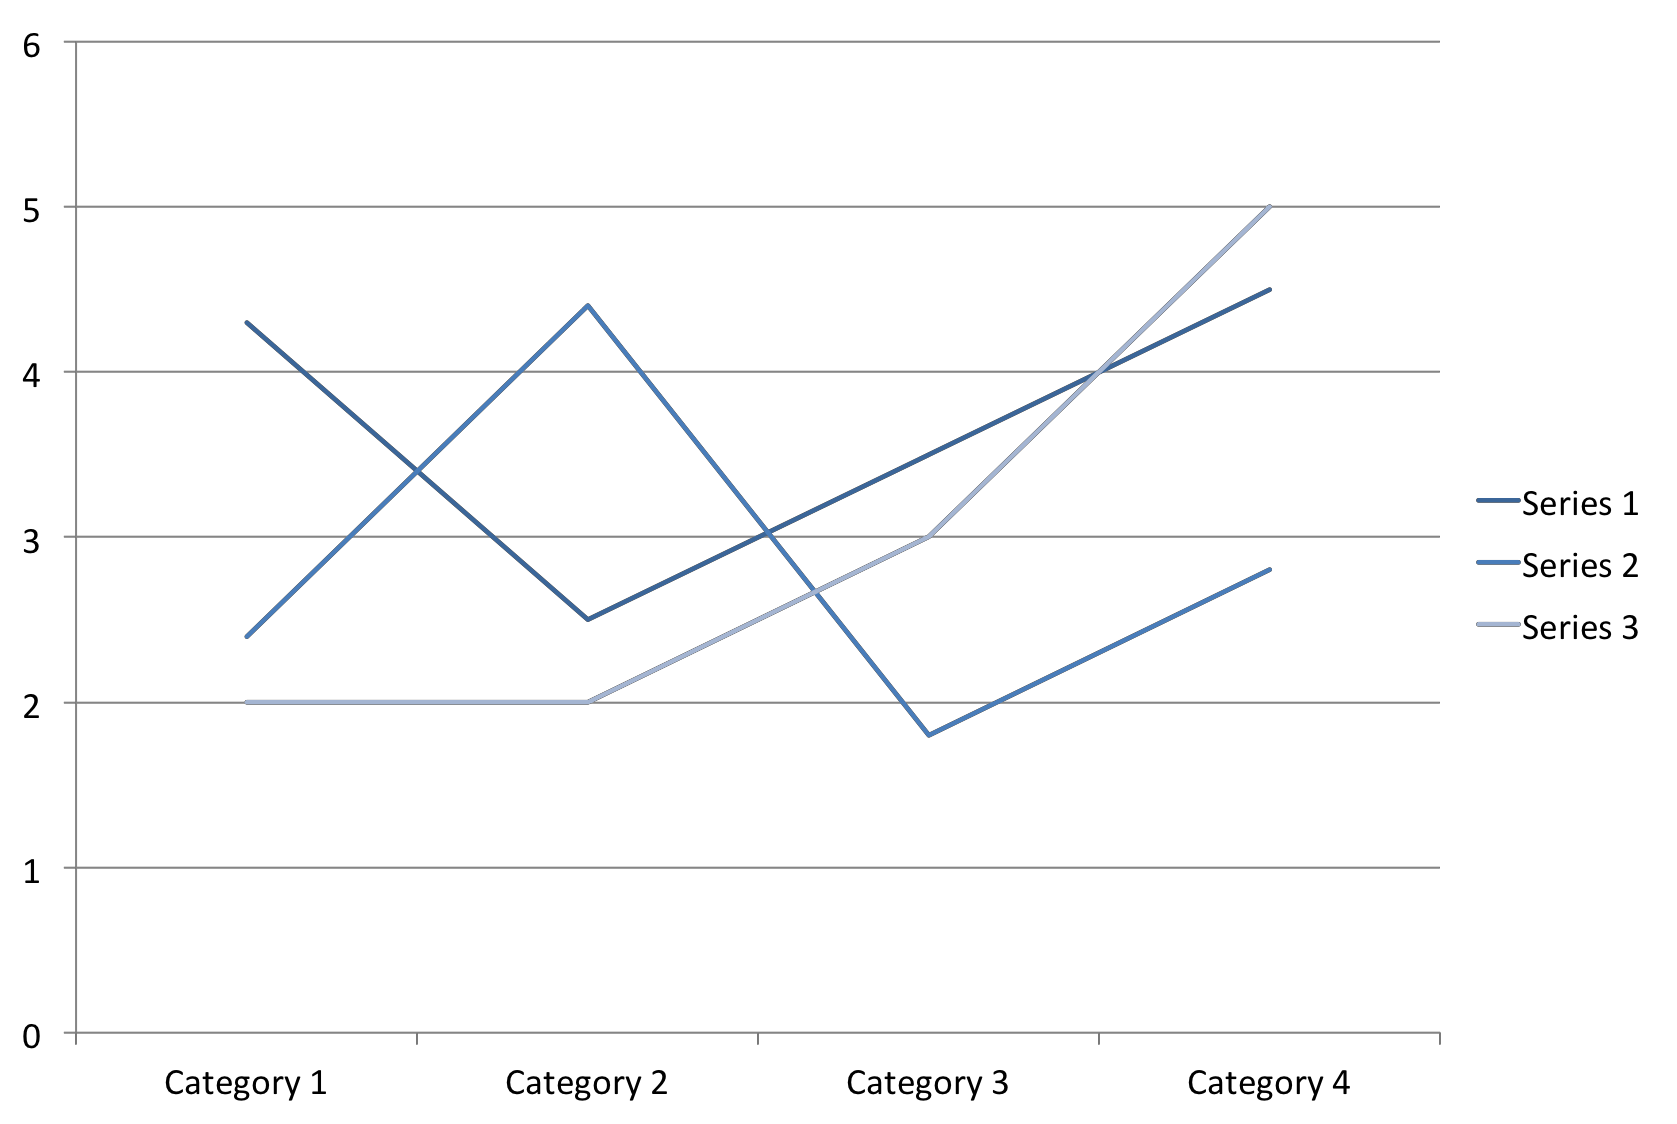 6
5
4
3
2
1
0
Category 1
Category 2
Category 3
Category 4
Series 1
Series 2
Series 3